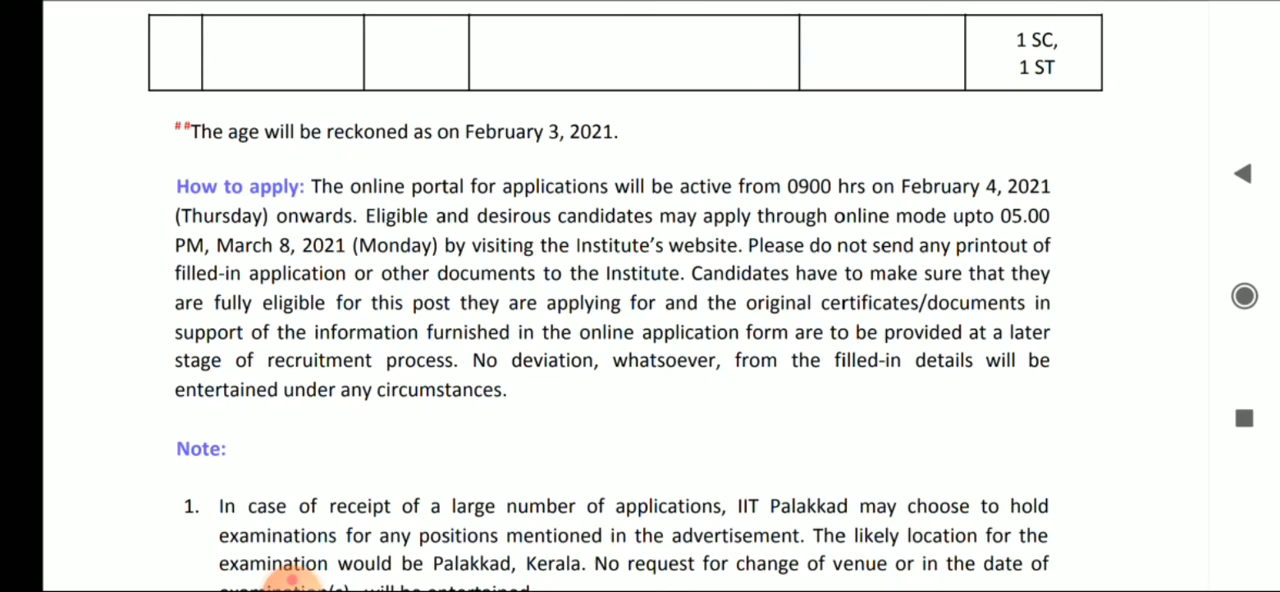 1 SC,
1 ST
##The age will be reckoned as on February 3, 2021.
How to apply: The online portal for applications will be active from 0900 hrs on February 4, 2021
(Thursday) onwards. Eligible and desirous candidates may apply through online mode upto 05.00
PM, March 8, 2021 (Monday) by visiting the Institute's website. Please do not send any printout of
filled-in application or other documents to the Institute. Candidates have to make sure that they
are fully eligible for this post they are applying for and the original certificates/documents in
support of the information furnished in the online application form are to be provided at a later
stage of recruitment process. No deviation, whatsoever, from the filled-in details will be
entertained under any circumstances.
Note:
1. In case of receipt of a large number of applications, IIT Palakkad may choose to hold
examinations for any positions mentioned in the advertisement. The likely location for the
examination would be Palakkad, Kerala. No request for change of venue or in the date of